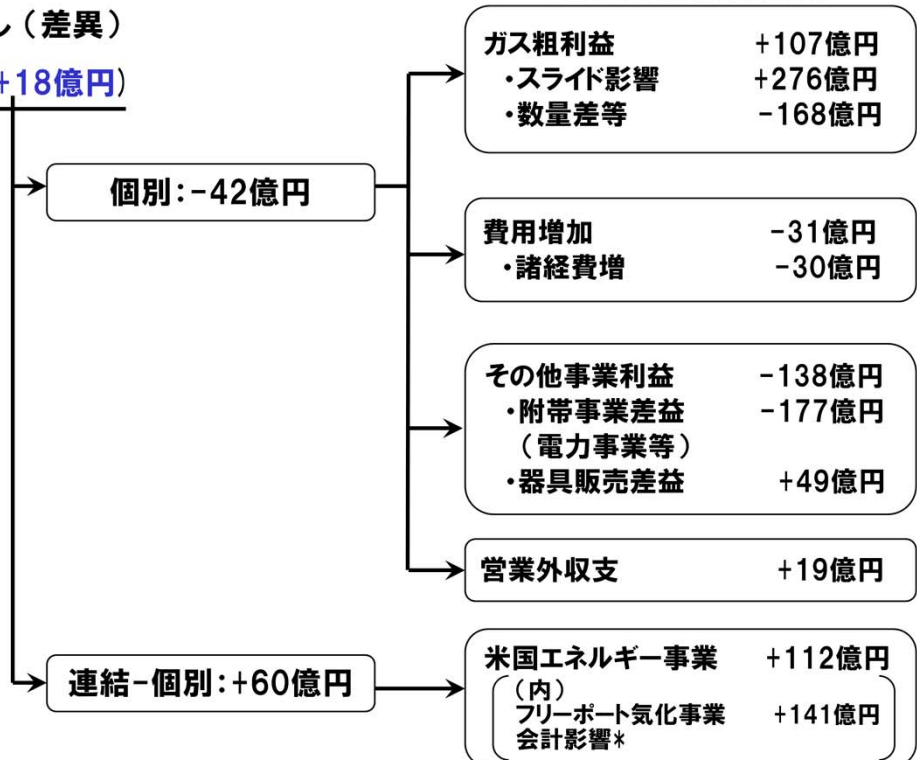 し（差異）
+18億円)
個別:-42億円
連結-個別:+60億円
ガス粗利益 +107億円
・スライド影響 +276億円
・数量差等 -168億円
費用増加 -31億円
・諸経費増 -30億円
その他事業利益 -138億円
・附帯事業差益 -177億円
（電力事業等）
・器具販売差益 +49億円
営業外収支 +19億円
米国エネルギー事業 +112億円
（内）
フリーポート気化事業 +141億円
会計影響*